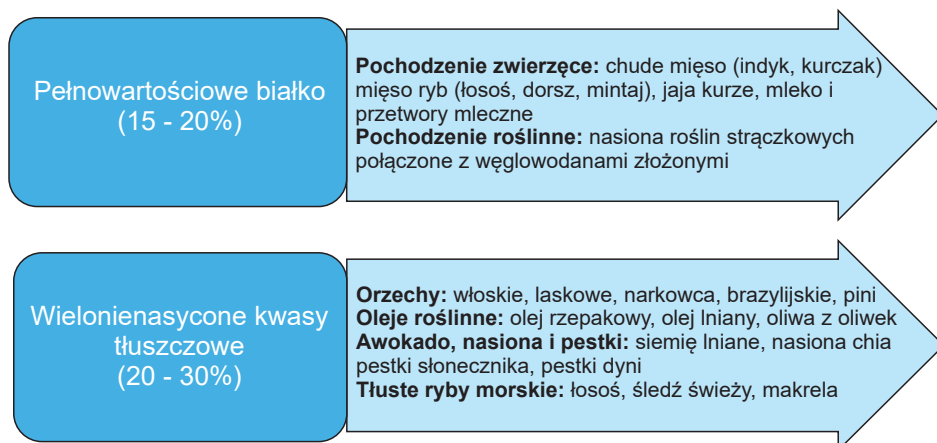 Pełnowartościowe białko
(15 - 20%)
Pochodzenie zwierzęce: chude mięso (indyk, kurczak)
mięso ryb (łosoś, dorsz, mintaj), jaja kurze, mleko i
przetwory mleczne
Pochodzenie roślinne: nasiona roślin strączkowych
połączone z węglowodanami złożonymi
Wielonienasycone kwasy
tłuszczowe
(20 - 30%)
Orzechy: włoskie, laskowe, narkowca, brazylijskie, pini
Oleje roślinne: olej rzepakowy, olej lniany, oliwa z oliwek
Awokado, nasiona i pestki: siemię lniane, nasiona chia
pestki słonecznika, pestki dyni
Tłuste ryby morskie: łosoś, śledź świeży, makrela